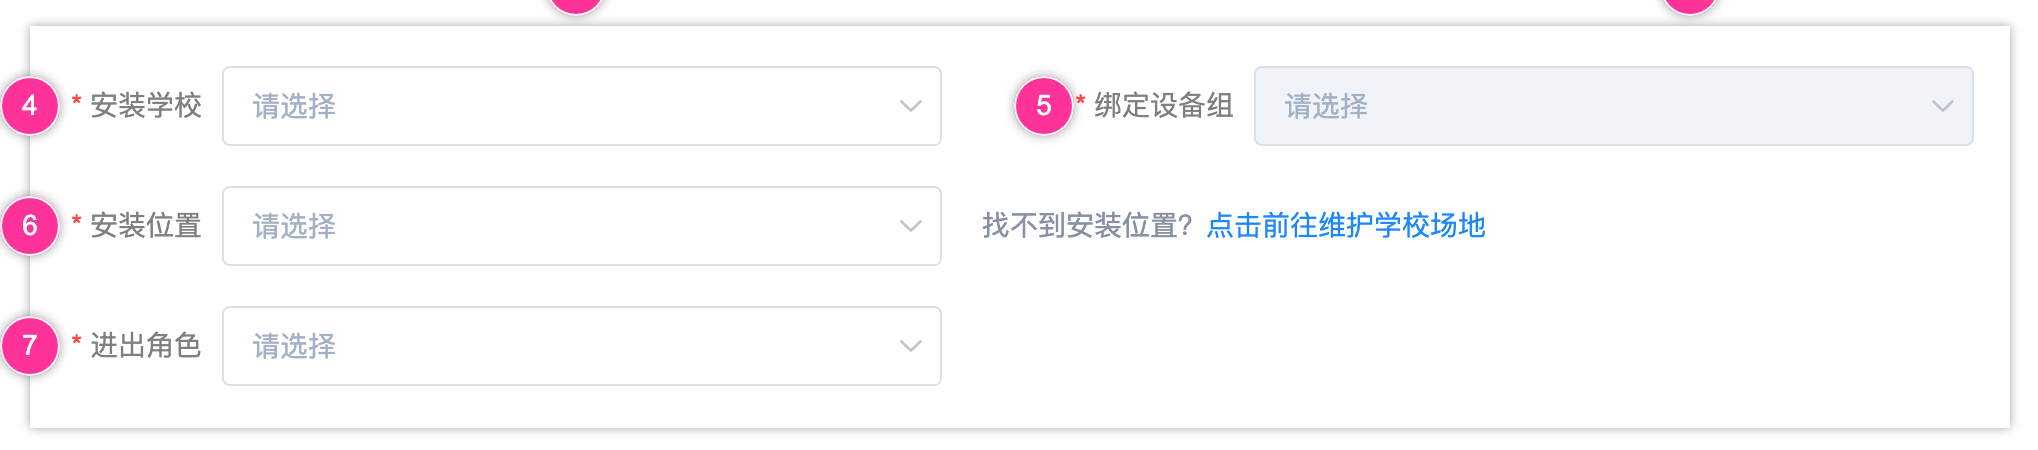 4 * 安装学校 请选择 5 * 绑定设备组 请选择
6 * 安装位置 请选择 找不到安装位置? 点击前往维护学校场地
7 * 进出角色 请选择